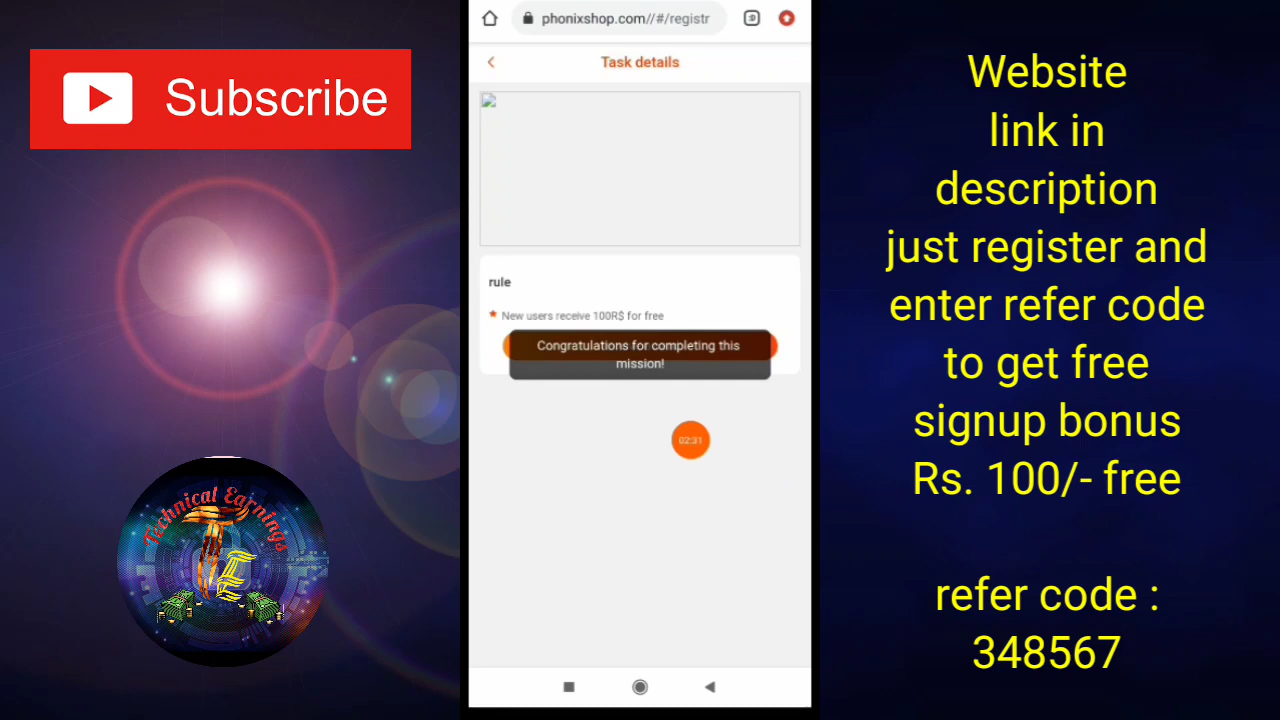 Subscribe
Technical Earnings
TE
phonixshop.com//#/registr
Task details
rule
* New users receive 100R$ for free
Congratulations for completing this
mission!
02:31
Website
link in
description
just register and
enter refer code
to get free
signup bonus
Rs. 100/- free
refer code :
348567